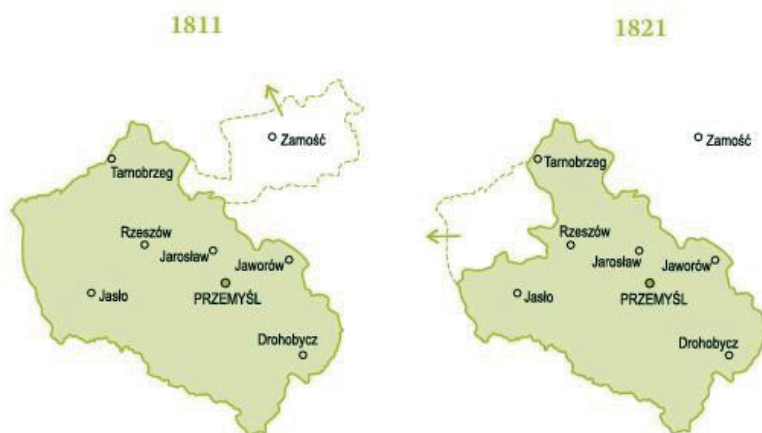 1811
1821
Zamość
Tarnobrzeg
Rzeszów
Jarosław
Jaworów
Jasło
PRZEMYŚL
Drohobycz
Zamość
Tarnobrzeg
Rzeszów
Jarosław
Jaworów
Jasło
PRZEMYŚL
Drohobycz